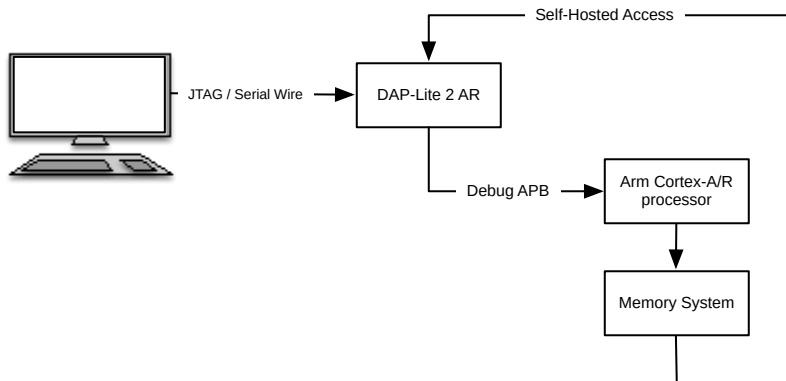 Self-Hosted Access
JTAG / Serial Wire
DAP-Lite 2 AR
Debug APB
Arm Cortex-A/R
processor
Memory System